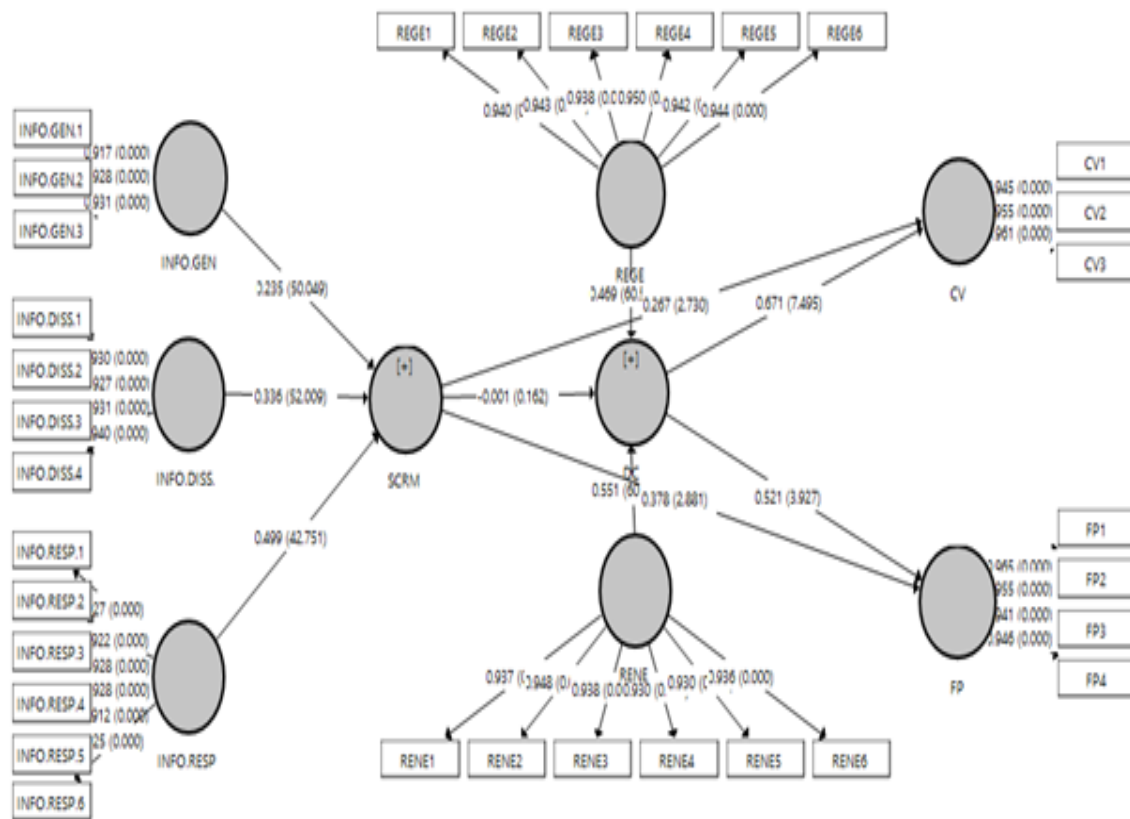 REGE1 REGE2 REGE3 REGE4 REGE5 REGE6
0.940 0.943 0.938 0.950 0.942 0.944 (0.000)
INFO.GEN.1
INFO.GEN.2
INFO.GEN.3
0.917 (0.000)
.928 (0.000)
0.931 (0.000)
INFO.GEN
0.235 (50.049)
REGE
0.469
CV1
CV2
CV3
.945 (0.000)
.955 (0.000)
.961 (0.000)
CV
0.267 (2.730)
0.671 (7.495)
INFO.DISS.1
INFO.DISS.2
INFO.DISS.3
INFO.DISS.4
.930 (0.000)
.927 (0.000)
.931 (0.000)
.940 (0.000)
INFO.DISS.
0.336 (52.009)
[+]
SCRM
-0.001 (0.162)
[+]
0.551
0.378 (2.881)
0.521 (3.927)
INFO.RESP.1
INFO.RESP.2
INFO.RESP.3
INFO.RESP.4
INFO.RESP.5
INFO.RESP.6
27 (0.000)
.922 (0.000)
.928 (0.000)
.928 (0.000)
.912 (0.000)
25 (0.000)
INFO.RESP
0.499 (42.751)
RENE
FP1
FP2
FP3
FP4
.965 (0.000)
.955 (0.000)
.941 (0.000)
.946 (0.000)
FP
0.937 0.948 0.938 0.930 0.930 0.936 (0.000)
RENE1 RENE2 RENE3 RENE4 RENE5 RENE6